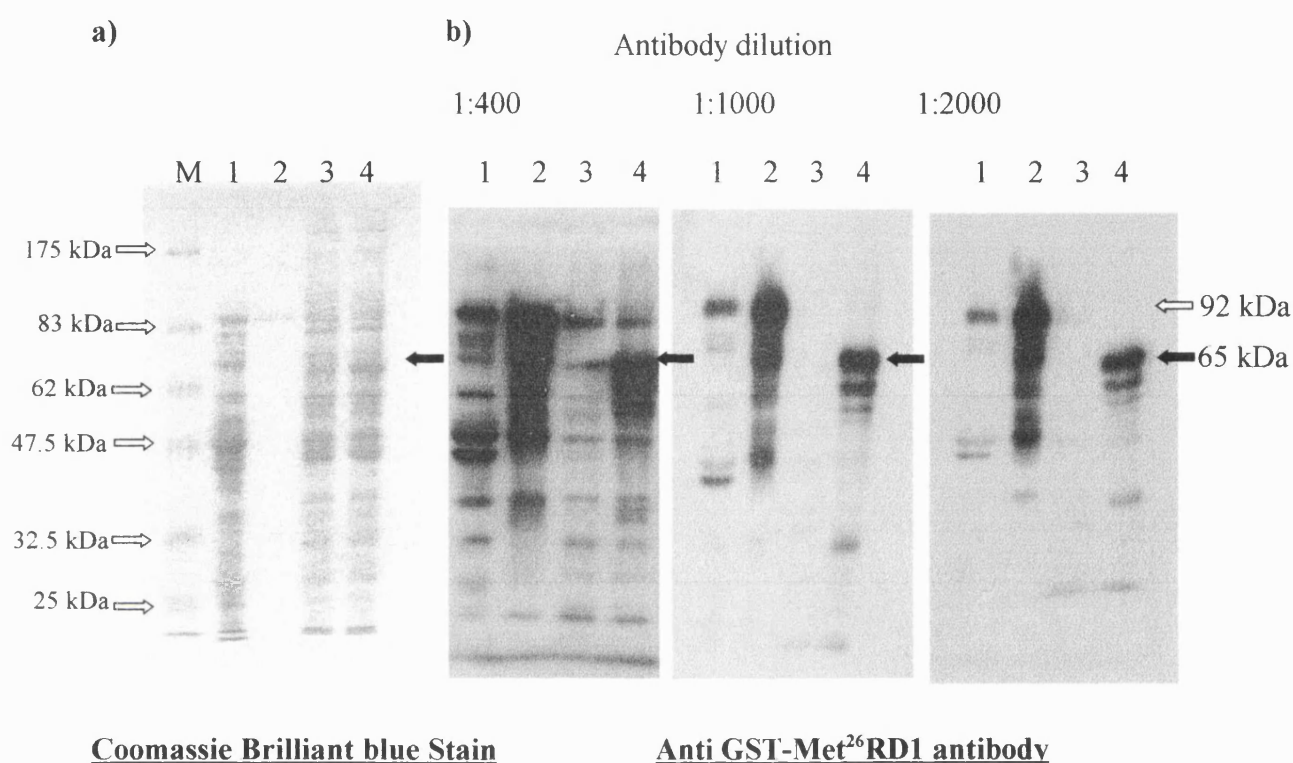 a)
b)
Antibody dilution
1:400 1:1000 1:2000
M 1 2 3 4 1 2 3 4 1 2 3 4 1 2 3 4
175 kDa
92 kDa
83 kDa
65 kDa
62 kDa
47.5 kDa
32.5 kDa
25 kDa
Coomassie Brilliant blue Stain
Anti GST-Met²⁶RD1 antibody